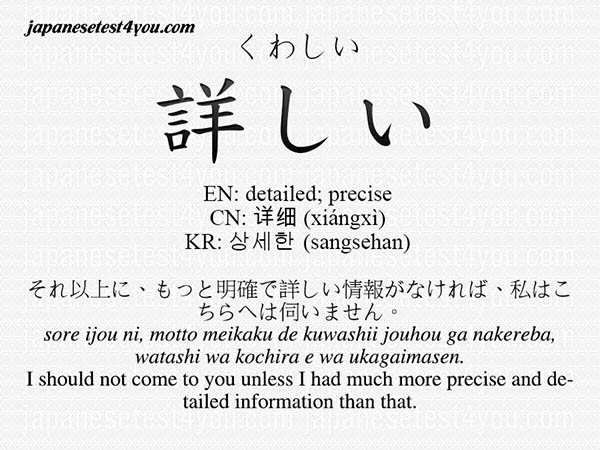 japanesetest4you.com
くわしい
詳しい
EN: detailed; precise
CN: 详细 (xiángxì)
KR: 상세한 (sangsehan)
それ以上に、もっと明確で詳しい情報がなければ、私はこ
ちらへは伺いません。
sore ijou ni, motto meikaku de kuwashii jouhou ga nakereba,
watashi wa kochira e wa ukagaimasen.
I should not come to you unless I had much more precise and de-
tailed information than that.